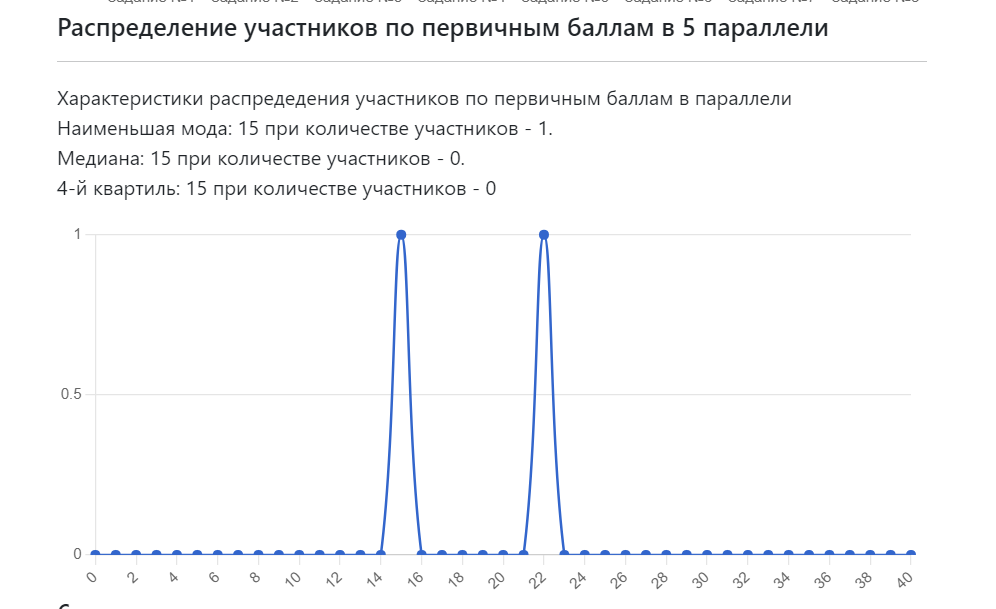 Распределение участников по первичным баллам в 5 параллели
Характеристики распредедения участников по первичным баллам в параллели
Наименьшая мода: 15 при количестве участников - 1.
Медиана: 15 при количестве участников - 0.
4-й квартиль: 15 при количестве участников - 0
1
0.5
0
0 2 4 6 8 10 12 14 16 18 20 22 24 26 28 30 32 34 36 38 40